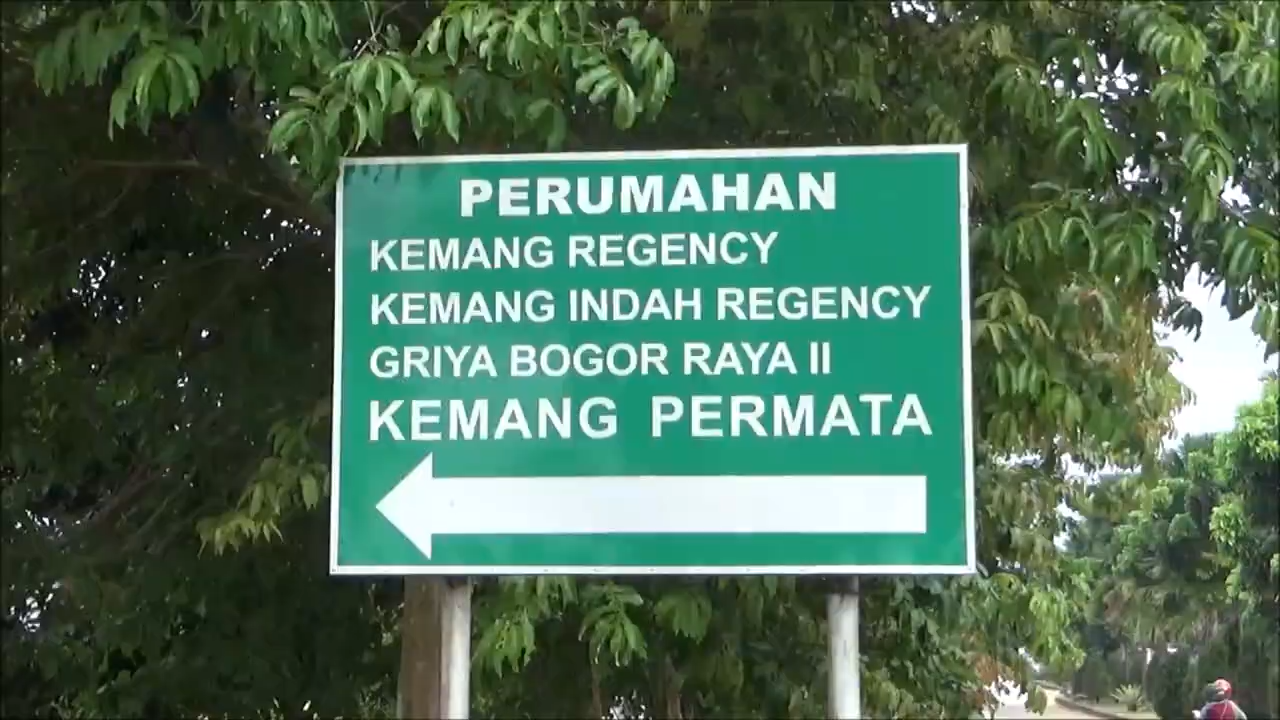 PERUMAHAN
KEMANG REGENCY
KEMANG INDAH REGENCY
GRIYA BOGOR RAYA II
KEMANG PERMATA